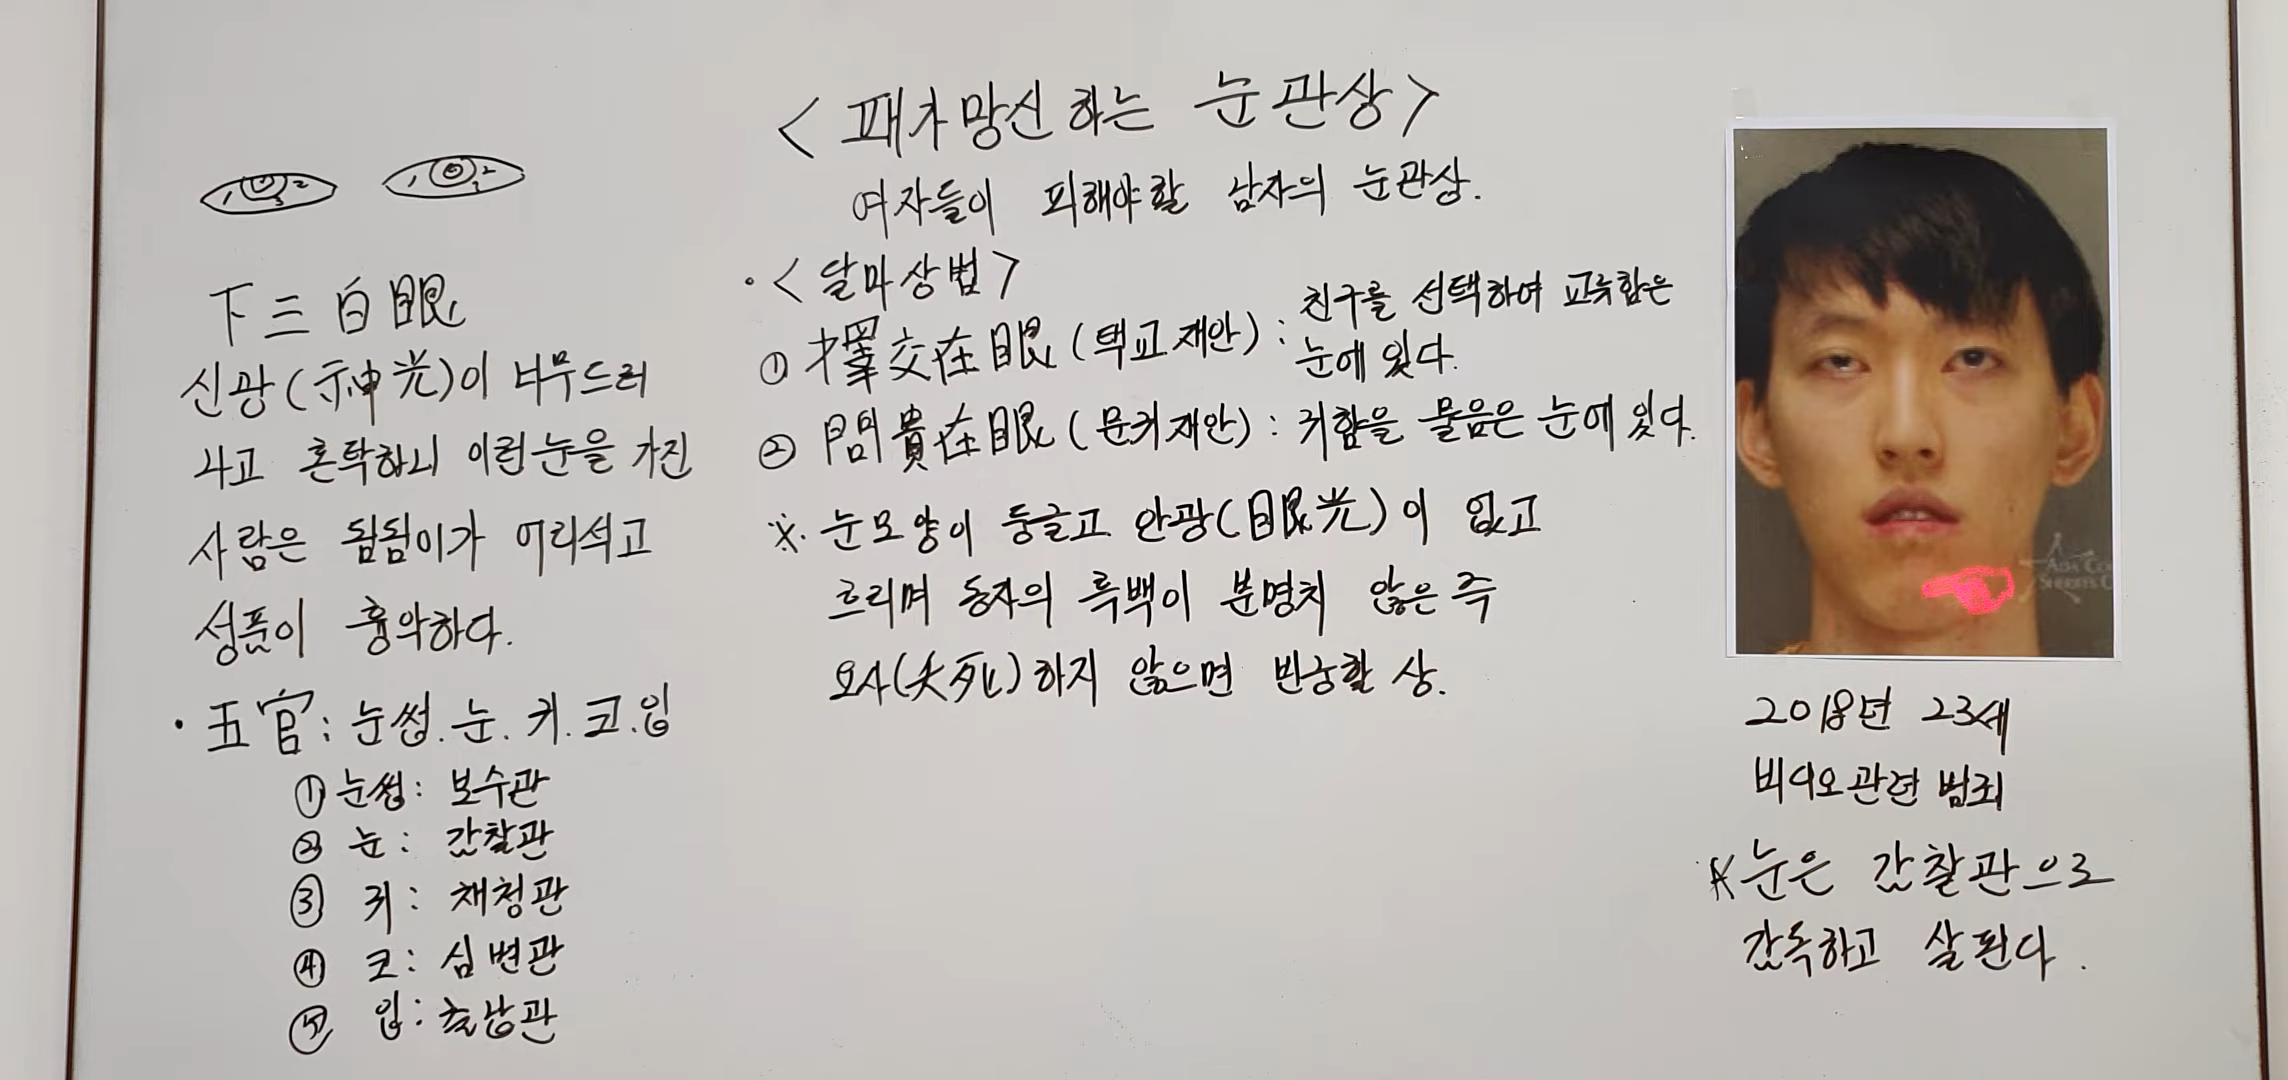 <패가망신하는 눈관상>
여자들이 피해야할 남자의 눈관상.
下三白眼
신광(神光)이 너무드러
나고 혼탁하니 이런눈을 가진
사람은 됨됨이가 어리석고
성품이 흉악하다.
• 五官: 눈썹.눈.귀.코.입
① 눈썹: 보수관
② 눈: 감찰관
③ 귀: 채청관
④ 코: 심변관
⑤ 입: 출납관
• <달마상법>
① 擇交在眼(택교재안): 친구를 선택하여 교육함은
눈에 있다.
② 問貴在眼(문귀재안): 귀함을 물음은 눈에 있다.
※. 눈모양이 둥글고 안광(眼光)이 없고
흐리며 동자의 흑백이 분명치 않은 즉
요사(夭死)하지 않으면 빈궁할 상.
ADA CO
SHERIFF'S O
2018년 23세
비디오관련 범죄
※눈은 감찰관으로
감독하고 살핀다.